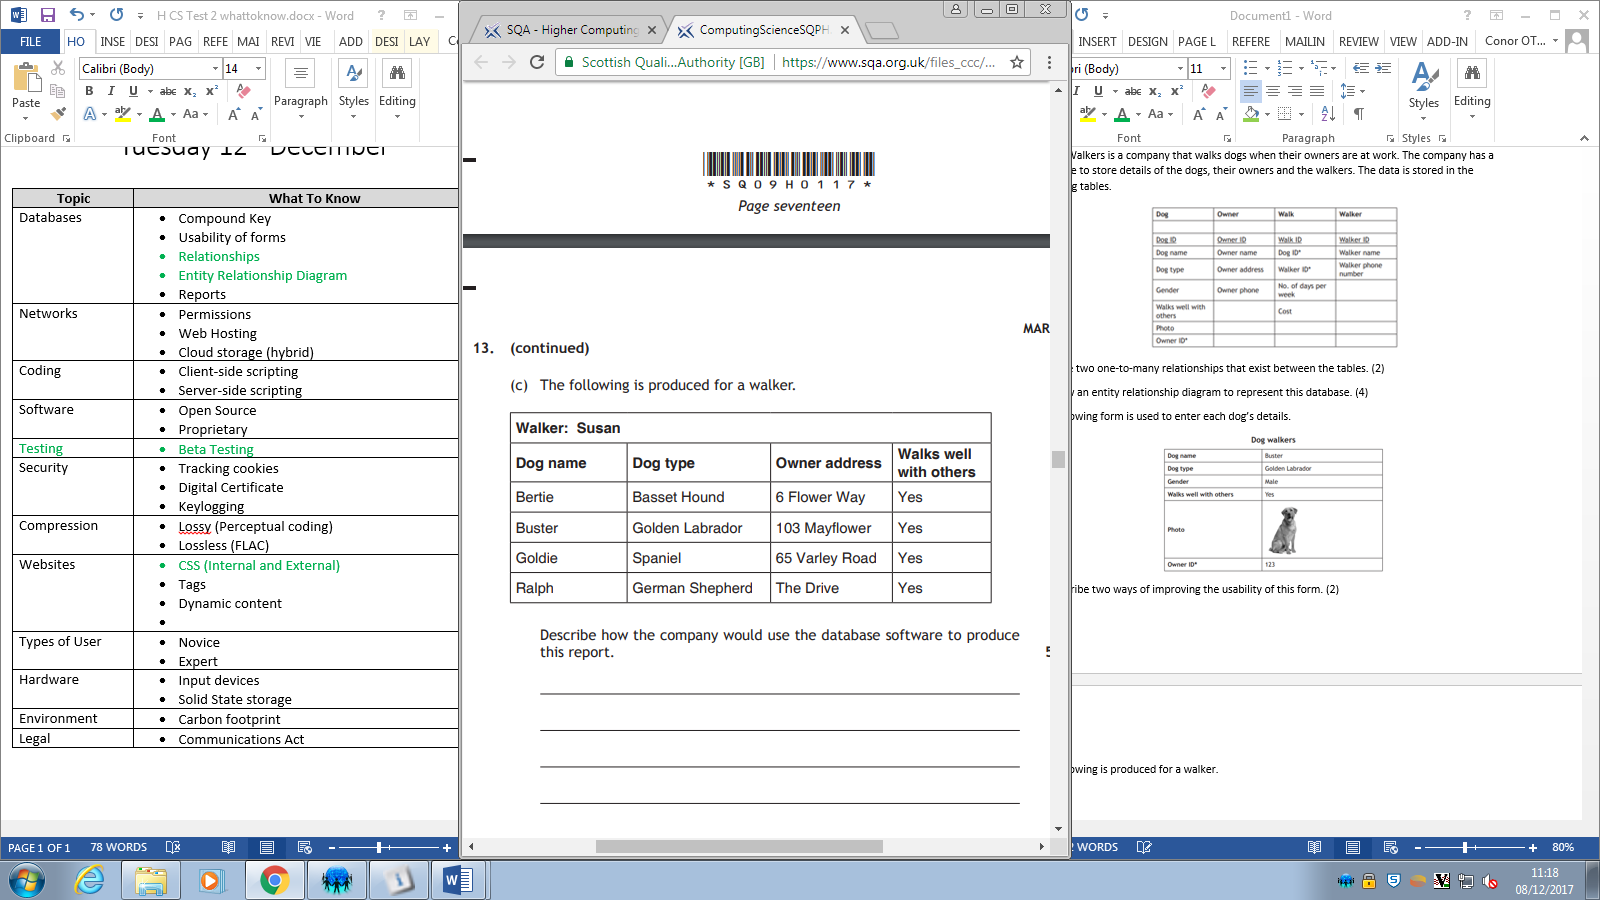 H CS Test 2 whattoknow.docx - Word
FILE HO INSE DESI PAG REFE MAI REVI VIE ADD DESI LAY
Calibri (Body) 14
Paste
Paragraph Styles Editing
Clipboard Font
Tuesday 12 December
Topic What To Know
Databases
Compound Key
Usability of forms
Relationships
Entity Relationship Diagram
Reports
Networks
Permissions
Web Hosting
Cloud storage (hybrid)
Coding
Client-side scripting
Server-side scripting
Software
Open Source
Proprietary
Testing
Beta Testing
Security
Tracking cookies
Digital Certificate
Keylogging
Compression
Lossy (Perceptual coding)
Lossless (FLAC)
Websites
CSS (Internal and External)
Tags
Dynamic content
Types of User
Novice
Expert
Hardware
Input devices
Solid State storage
Environment
Carbon footprint
Legal
Communications Act
PAGE 1 OF 1 78 WORDS
SQA - Higher Computing
ComputingScienceSQPH
Scottish Quali...Authority [GB] https://www.sqa.org.uk/files_ccc/...
* S Q 0 9 H 0 1 1 7 *
Page seventeen
MAR
13. (continued)
(c) The following is produced for a walker.
Walker: Susan
Dog name Dog type Owner address Walks well with others
Bertie Basset Hound 6 Flower Way Yes
Buster Golden Labrador 103 Mayflower Yes
Goldie Spaniel 65 Varley Road Yes
Ralph German Shepherd The Drive Yes
Describe how the company would use the database software to produce
this report.
5
Document1 - Word
INSERT DESIGN PAGE L REFERE MAILIN REVIEW VIEW ADD-IN Conor OT...
ri (Body) 11
Styles Editing
Font Paragraph Styles
Walkers is a company that walks dogs when their owners are at work. The company has a
e to store details of the dogs, their owners and the walkers. The data is stored in the
g tables.
Dog Owner Walk Walker
Dog ID Owner ID Walk ID Walker ID
Dog name Owner name Dog ID* Walker name
Dog type Owner address Walker ID* Walker phone number
Gender Owner phone No. of days per week
Walks well with others Cost
Photo
Owner ID*
two one-to-many relationships that exist between the tables. (2)
an entity relationship diagram to represent this database. (4)
owing form is used to enter each dog's details.
Dog walkers
Dog name Buster
Dog type Golden Labrador
Gender Male
Walks well with others Yes
Photo
Owner ID* 123
ribe two ways of improving the usability of this form. (2)
owing is produced for a walker.
2 WORDS
80%
11:18
08/12/2017